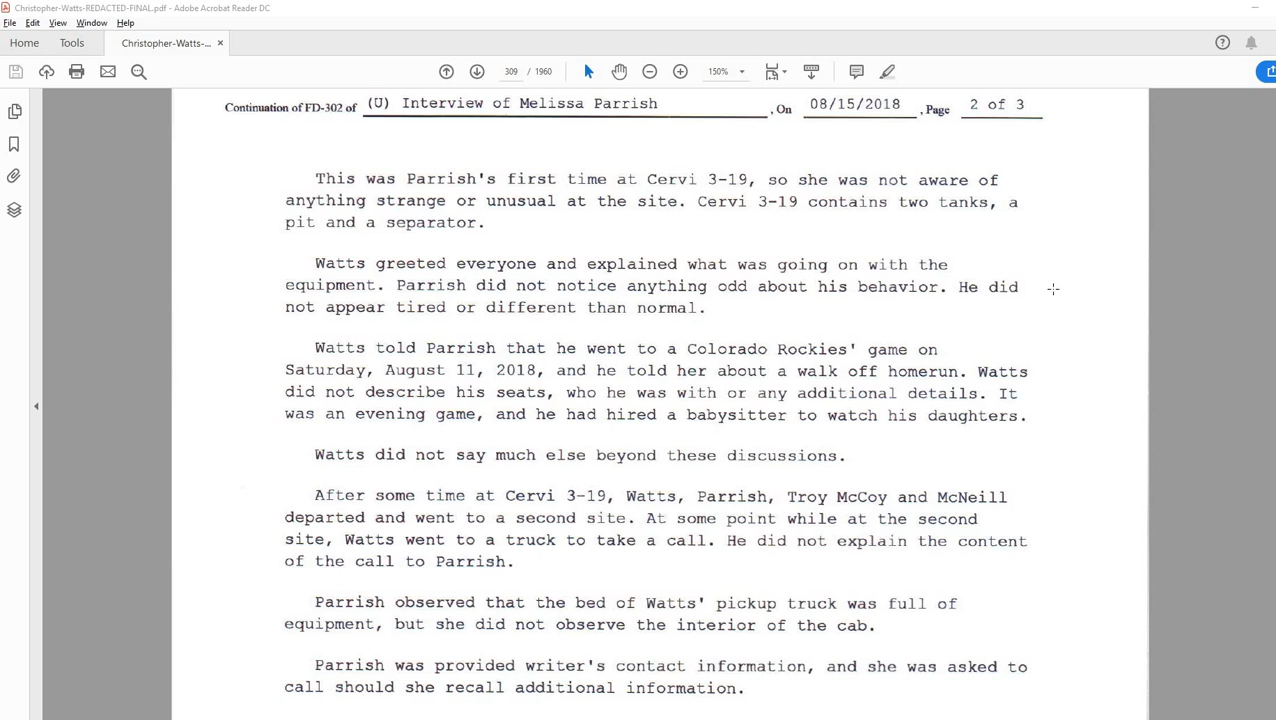 Christopher-Watts-REDACTED-FINAL.pdf - Adobe Acrobat Reader DC
File Edit View Window Help
Home Tools Christopher-Watts-... ×
309 / 1960 150%
Continuation of FD-302 of (U) Interview of Melissa Parrish , On 08/15/2018 , Page 2 of 3
This was Parrish's first time at Cervi 3-19, so she was not aware of
anything strange or unusual at the site. Cervi 3-19 contains two tanks, a
pit and a separator.
Watts greeted everyone and explained what was going on with the
equipment. Parrish did not notice anything odd about his behavior. He did
not appear tired or different than normal.
Watts told Parrish that he went to a Colorado Rockies' game on
Saturday, August 11, 2018, and he told her about a walk off homerun. Watts
did not describe his seats, who he was with or any additional details. It
was an evening game, and he had hired a babysitter to watch his daughters.
Watts did not say much else beyond these discussions.
After some time at Cervi 3-19, Watts, Parrish, Troy McCoy and McNeill
departed and went to a second site. At some point while at the second
site, Watts went to a truck to take a call. He did not explain the content
of the call to Parrish.
Parrish observed that the bed of Watts' pickup truck was full of
equipment, but she did not observe the interior of the cab.
Parrish was provided writer's contact information, and she was asked to
call should she recall additional information.